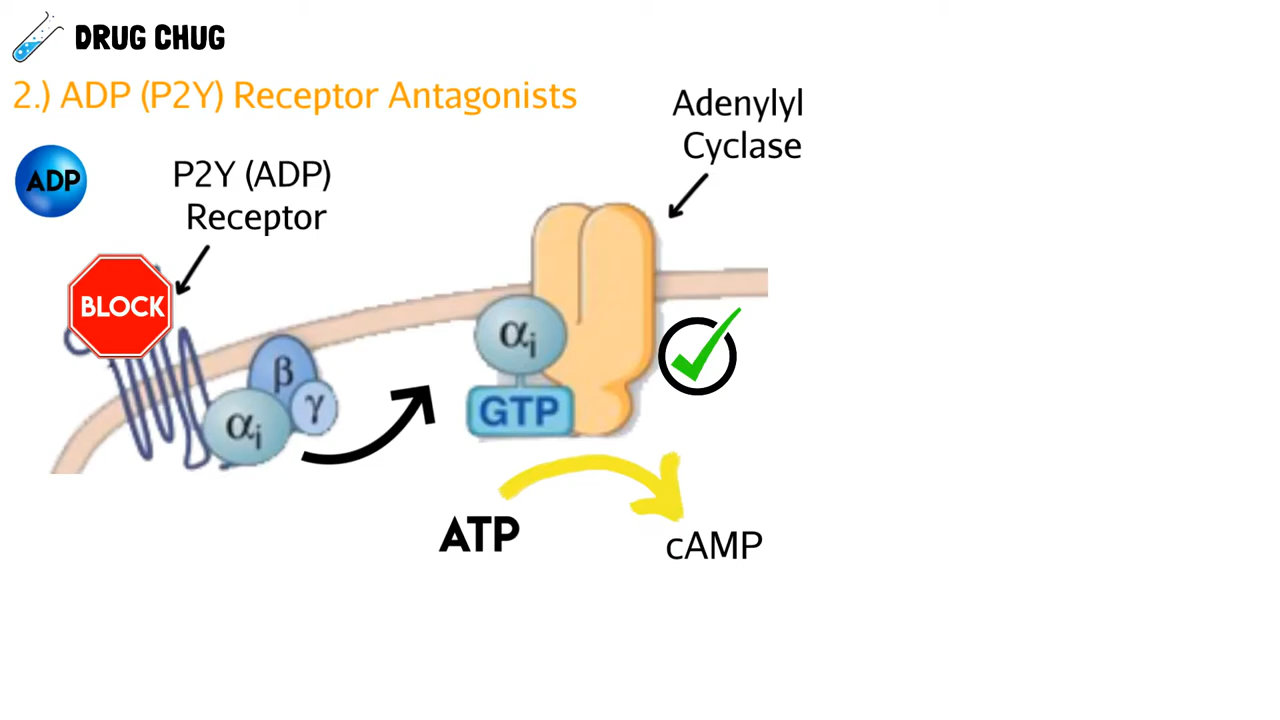 DRUG CHUG
2.) ADP (P2Y) Receptor Antagonists
Adenylyl
Cyclase
ADP
P2Y (ADP)
Receptor
BLOCK
αi
GTP
β
γ
αi
ATP
cAMP